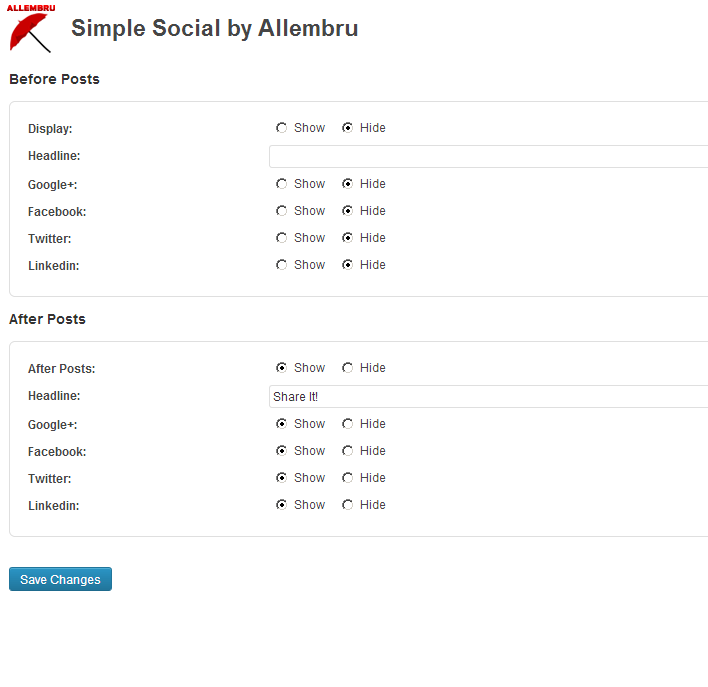 ALLEMBRU
Simple Social by Allembru
Before Posts
Display: Show Hide
Headline:
Google+: Show Hide
Facebook: Show Hide
Twitter: Show Hide
Linkedin: Show Hide
After Posts
After Posts: Show Hide
Headline: Share It!
Google+: Show Hide
Facebook: Show Hide
Twitter: Show Hide
Linkedin: Show Hide
Save Changes